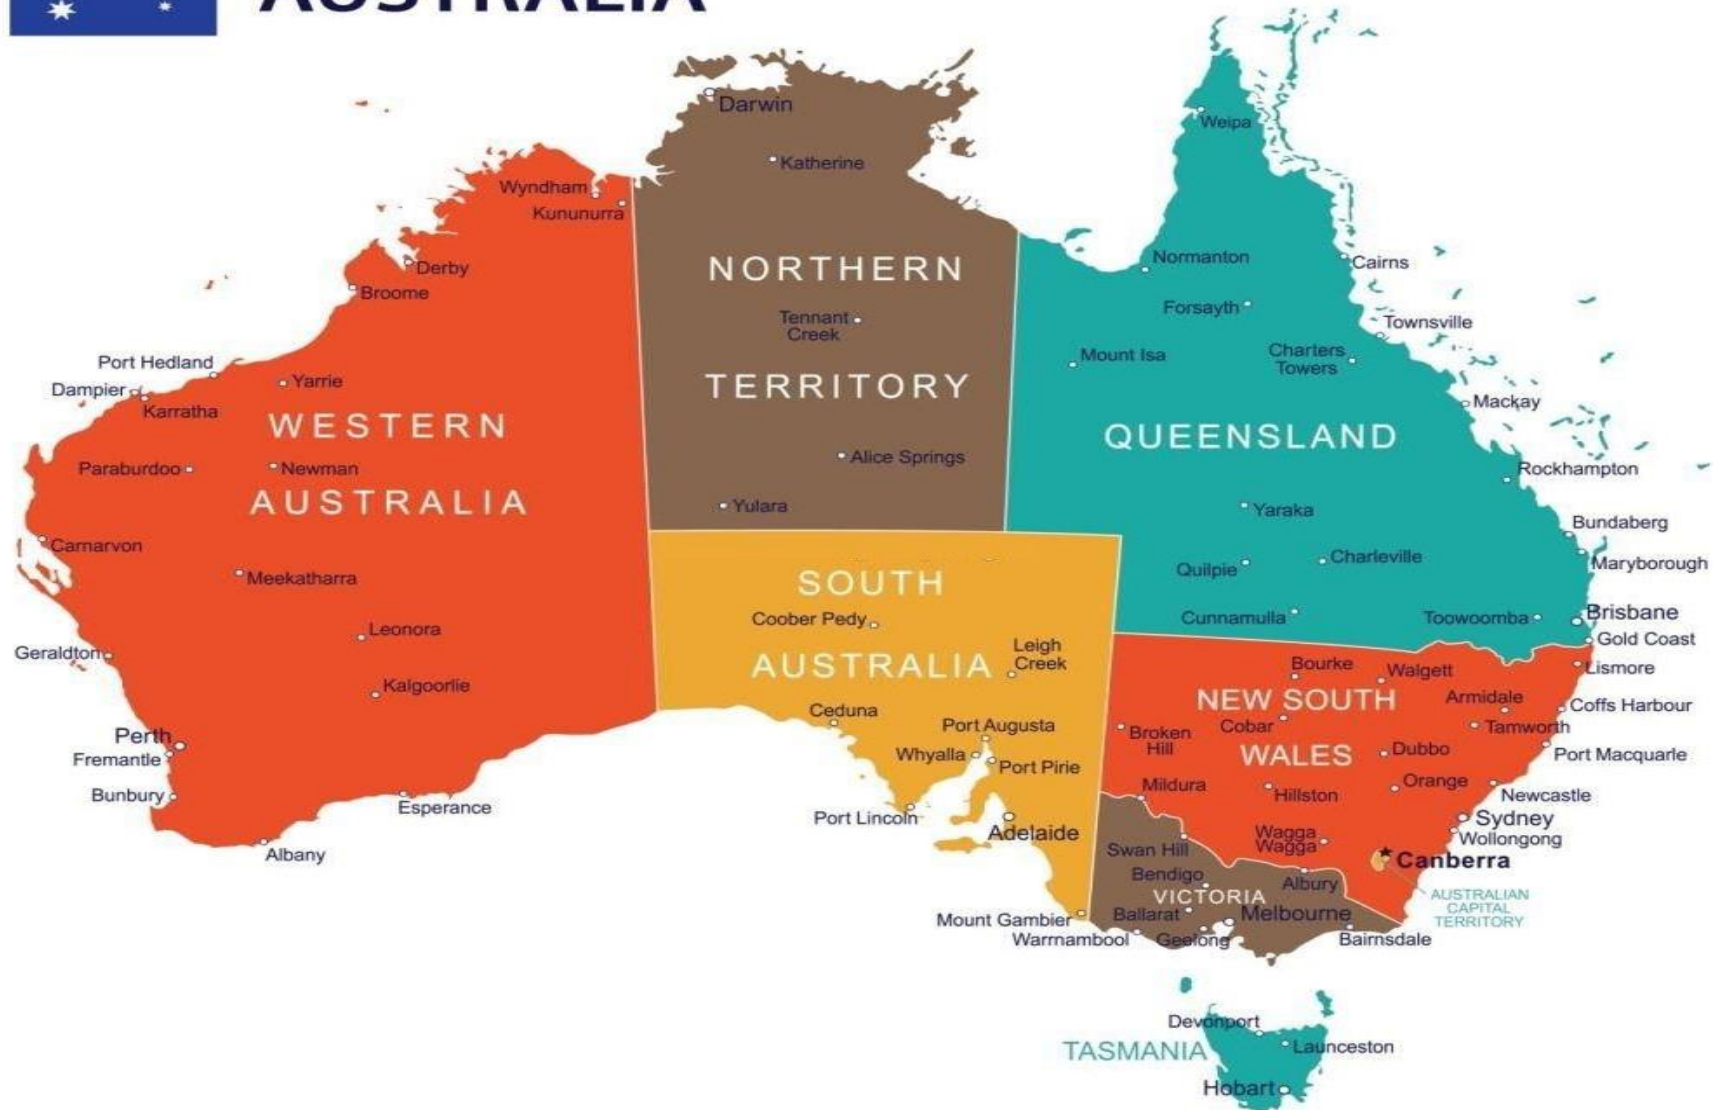 AUSTRALIA
Darwin
Weipa
Katherine
Wyndham
Kununurra
NORTHERN
Normanton
Cairns
Derby
Broome
Forsayth
Tennant
Creek
Townsville
Mount Isa
Charters
Towers
Port Hedland
Dampier
Yarrie
Karratha
TERRITORY
Mackay
WESTERN
QUEENSLAND
Paraburdoo
Newman
Alice Springs
Rockhampton
AUSTRALIA
Yulara
Yaraka
Bundaberg
Carnarvon
Charleville
Maryborough
Quilpie
Meekatharra
SOUTH
Coober Pedy
Cunnamulla
Toowoomba
Brisbane
Leonora
Gold Coast
Geraldton
Leigh
Creek
AUSTRALIA
Bourke
Walgett
Lismore
Kalgoorlie
NEW SOUTH
Armidale
Coffs Harbour
Ceduna
Port Augusta
Cobar
Tamworth
Perth
Broken
Hill
Fremantle
Whyalla
Port Pirie
WALES
Dubbo
Port Macquarle
Bunbury
Mildura
Hillston
Orange
Newcastle
Esperance
Port Lincoln
Sydney
Adelaide
Wagga
Wagga
Wollongong
Albany
Swan Hill
Canberra
Bendigo
Albury
VICTORIA
AUSTRALIAN
CAPITAL
TERRITORY
Mount Gambier
Ballarat
Melbourne
Warrnambool
Geelong
Bairnsdale
Devonport
TASMANIA
Launceston
Hobart